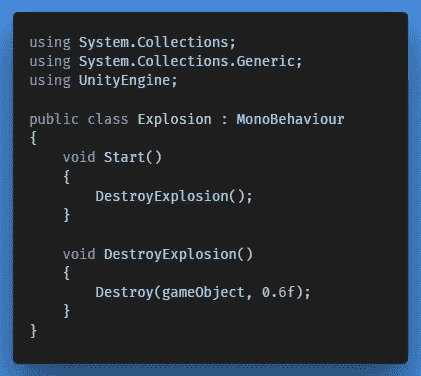 using System.Collections;
using System.Collections.Generic;
using UnityEngine;

public class Explosion : MonoBehaviour
{
    void Start()
    {
        DestroyExplosion();
    }

    void DestroyExplosion()
    {
        Destroy(gameObject, 0.6f);
    }
}